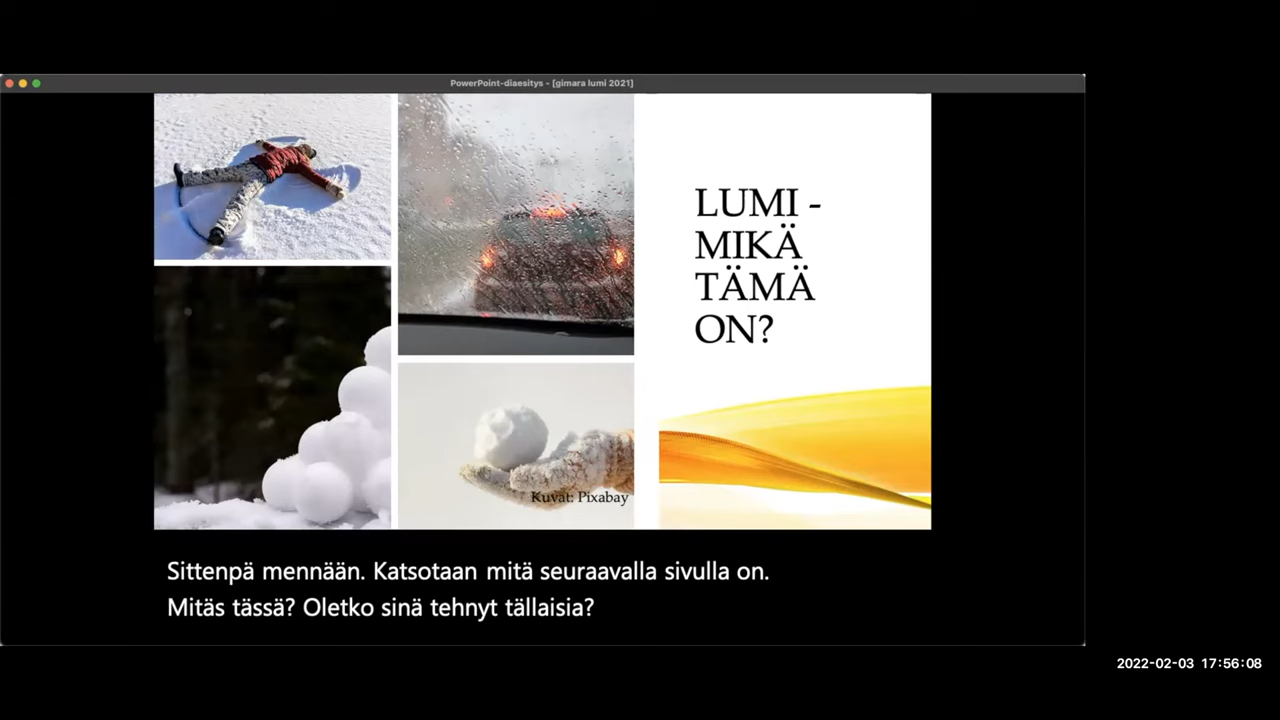 PowerPoint-diaesitys - [gimara lumi 2021]
LUMI -
MIKÄ
TÄMÄ
ON?
Kuvat: Pixabay
Sittenpä mennään. Katsotaan mitä seuraavalla sivulla on.
Mitäs tässä? Oletko sinä tehnyt tällaisia?
2022-02-03 17:56:08